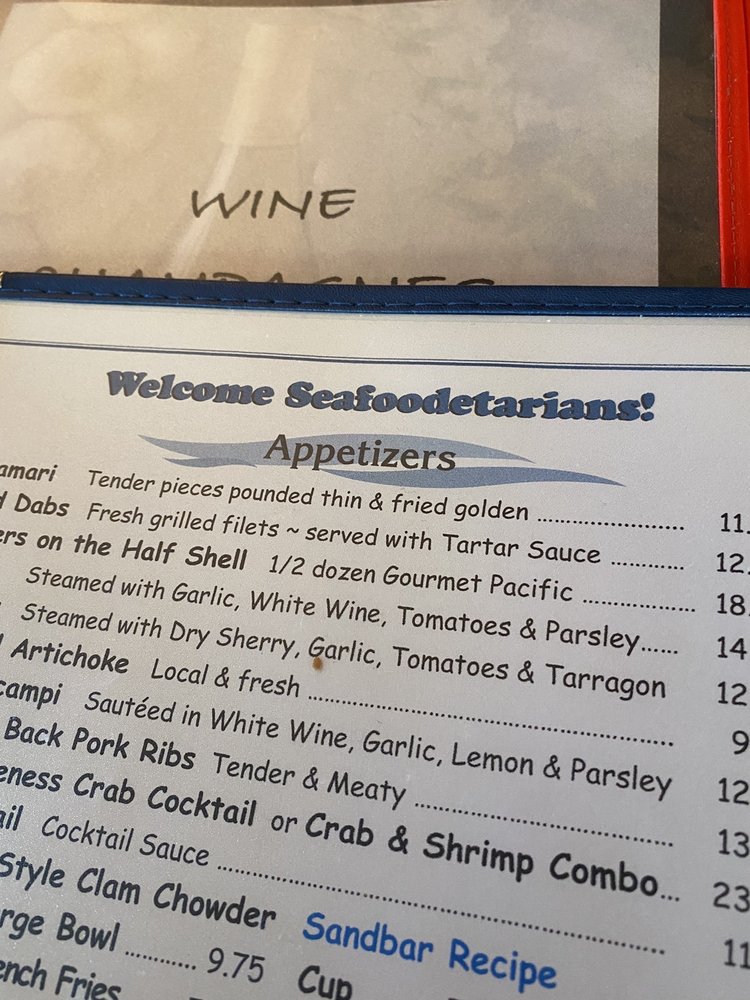 WINE
CHAMPAGNES
Welcome Seafoodetarians!
Appetizers
amari Tender pieces pounded thin & fried golden .......................... 11.
d Dabs Fresh grilled filets ~ served with Tartar Sauce ............. 12.
ers on the Half Shell 1/2 dozen Gourmet Pacific ................... 18.
Steamed with Garlic, White Wine, Tomatoes & Parsley...... 14
Steamed with Dry Sherry, Garlic, Tomatoes & Tarragon 12
Artichoke Local & fresh ............................................................ 9
campi Sautéed in White Wine, Garlic, Lemon & Parsley 12
Back Pork Ribs Tender & Meaty .......................................... 13
eness Crab Cocktail or Crab & Shrimp Combo... 23
ail Cocktail Sauce ........................................................................ 11
Style Clam Chowder Sandbar Recipe
rge Bowl ........... 9.75 Cup
ench Fries